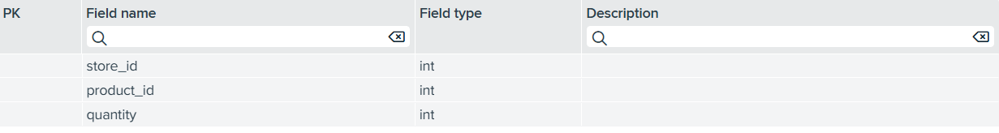 PK Field name Field type Description
store_id int
product_id int
quantity int